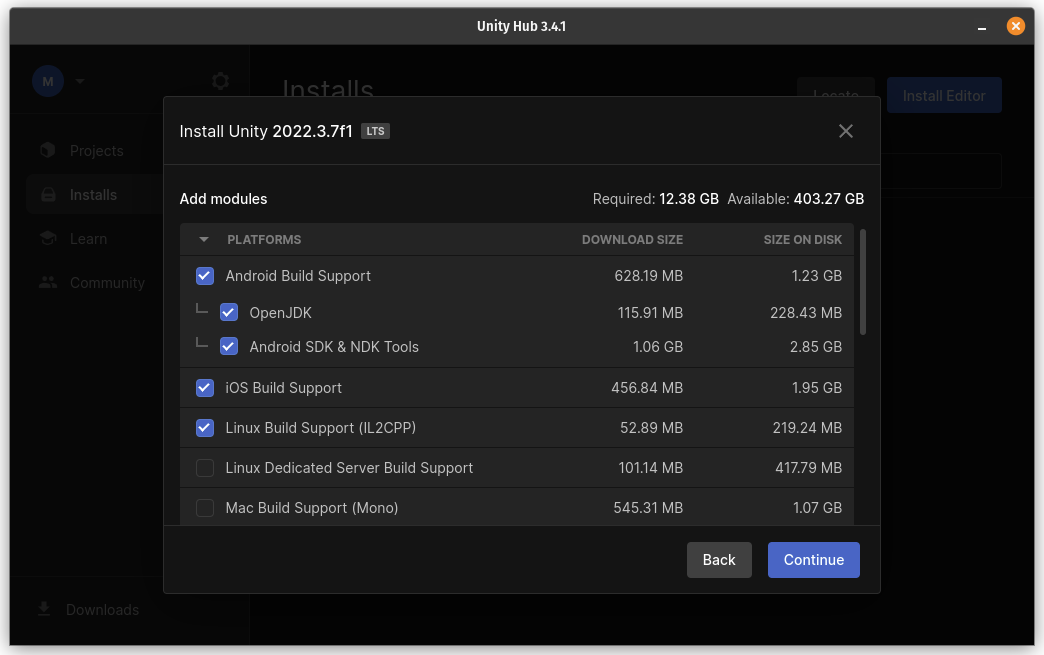 Unity Hub 3.4.1
M
Installs
Locate
Install Editor
Projects
Installs
Learn
Community
Downloads
Install Unity 2022.3.7f1 LTS
Add modules
Required: 12.38 GB Available: 403.27 GB
PLATFORMS DOWNLOAD SIZE SIZE ON DISK
Android Build Support 628.19 MB 1.23 GB
OpenJDK 115.91 MB 228.43 MB
Android SDK & NDK Tools 1.06 GB 2.85 GB
iOS Build Support 456.84 MB 1.95 GB
Linux Build Support (IL2CPP) 52.89 MB 219.24 MB
Linux Dedicated Server Build Support 101.14 MB 417.79 MB
Mac Build Support (Mono) 545.31 MB 1.07 GB
Back
Continue